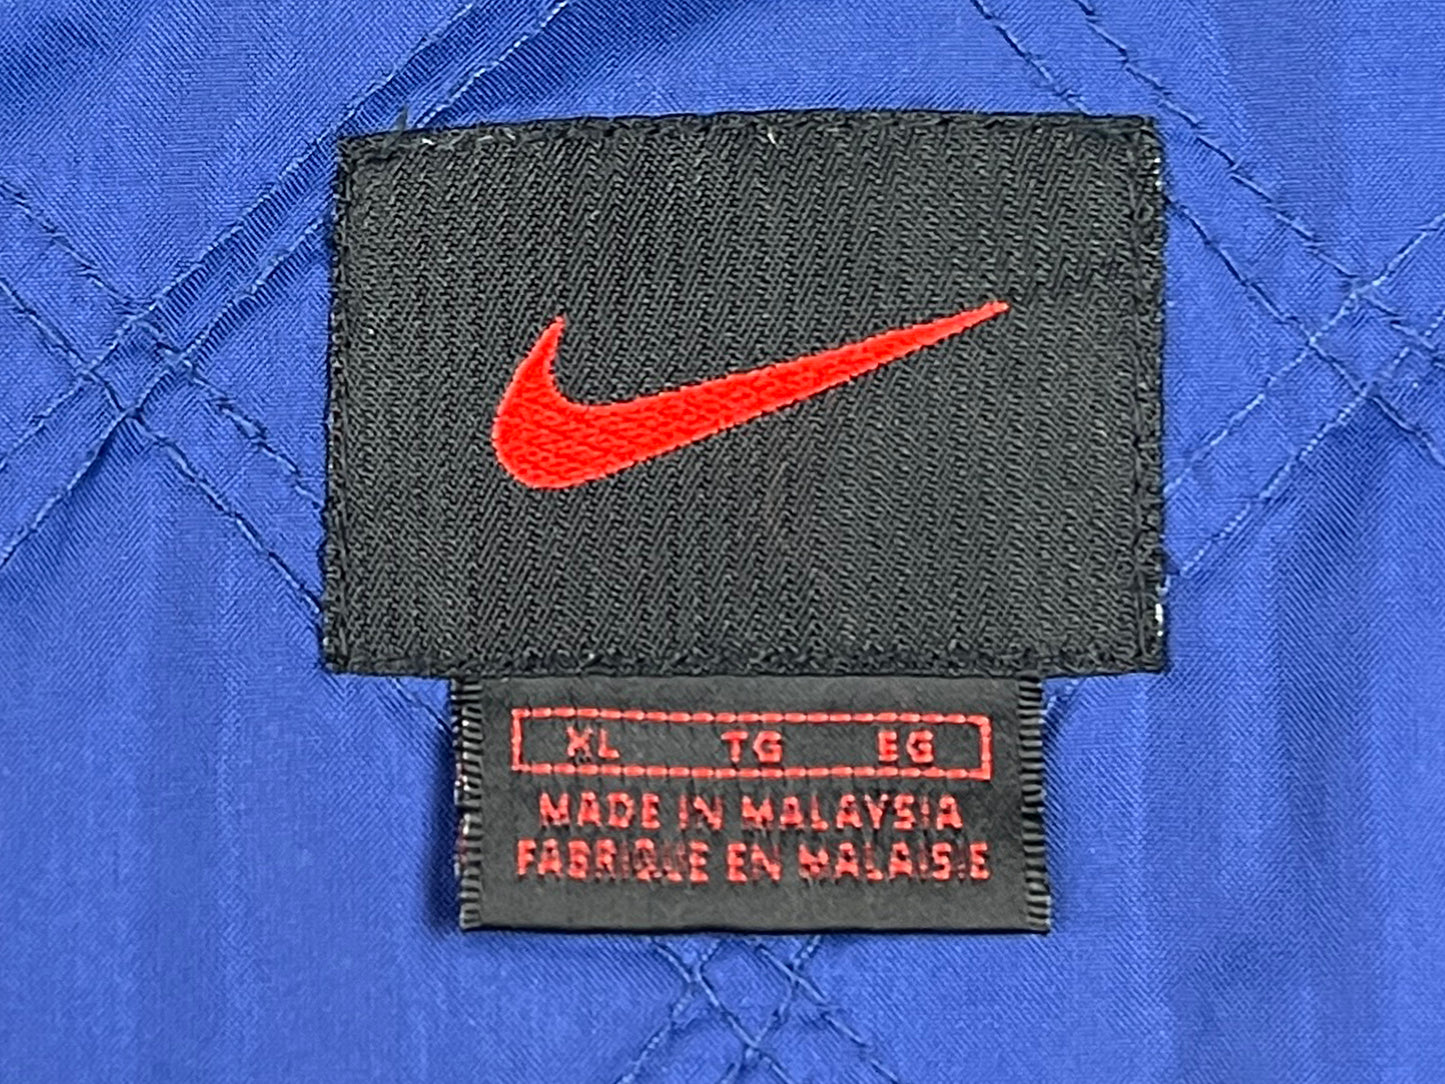 XL TG EG
MADE IN MALAYSIA
FABRIQUE EN MALAISIE